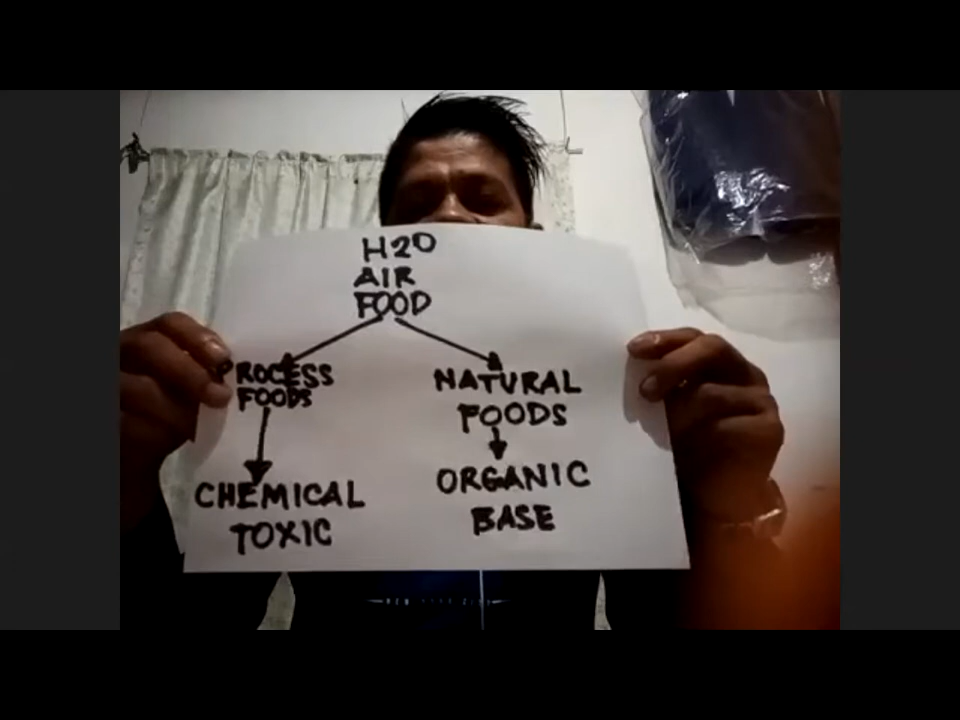 H2O
AIR
FOOD
PROCESS
FOODS
NATURAL
FOODS
CHEMICAL
TOXIC
ORGANIC
BASE